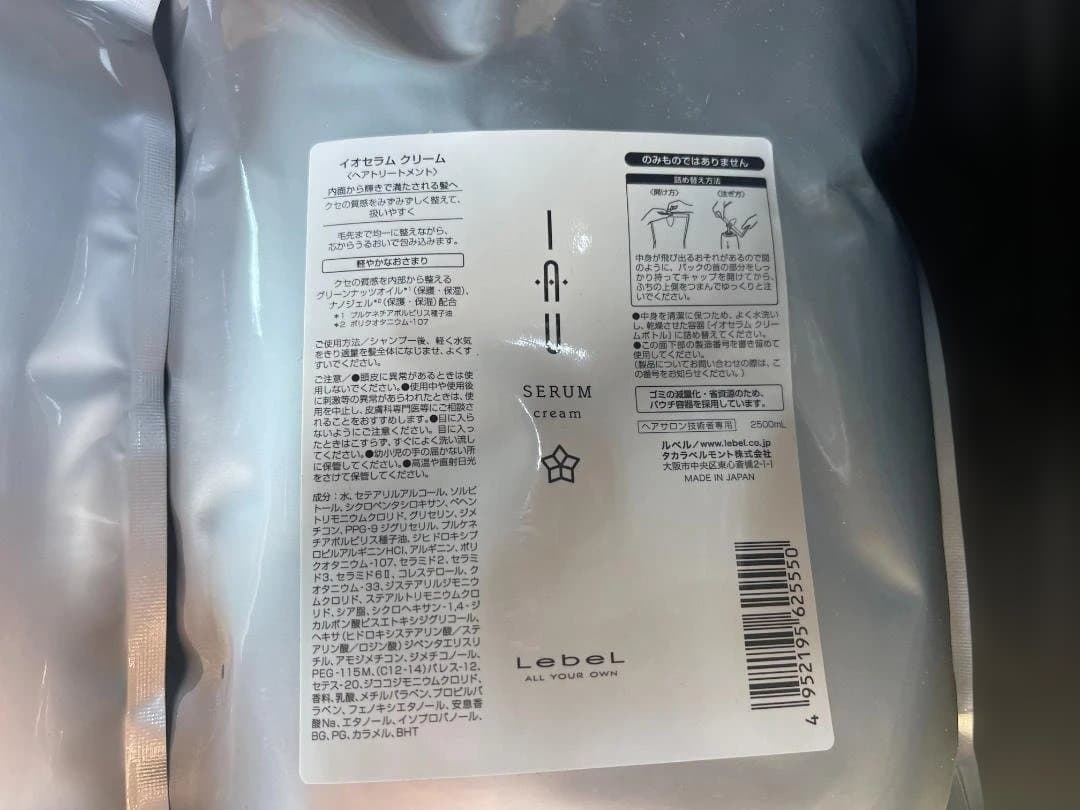 イオセラム クリーム
〈ヘアトリートメント〉
内面から輝きで満たされる髪へ
クセの質感をみずみずしく整えて、
扱いやすく
毛先まで均一に整えながら、
芯からうるおいで包み込みます。
軽やかなおさまり
クセの質感を内部から整える
グリーンナッツオイル*1(保護・保湿)、
ナノジェル*2(保護・保湿)配合
*1 プルケネチアボルビリス種子油
*2 ポリクオタニウム-107
ご使用方法／シャンプー後、軽く水気
をきり適量を髪全体になじませ、よくす
すいでください。
ご注意／●頭皮に異常があるときは使
用しないでください。●使用中や使用後
に刺激等の異常があらわれたときは、使
用を中止し、皮膚科専門医等にご相談さ
れることをおすすめします。●目に入ら
ないようにご注意ください。目に入っ
たときはこすらず、すぐによく洗い流し
てください。●幼小児の手の届かない所
に保管してください。●高温や直射日光
をさけて保管してください。
成分：水、セテアリルアルコール、ソルビ
トール、シクロペンタシロキサン、ベヘン
トリモニウムクロリド、グリセリン、ジメ
チコン、PPG-9ジグリセリル、プルケネ
チアボルビリス種子油、ジヒドロキシプ
ロピルアルギニンHCl、アルギニン、ポリ
クオタニウム-107、セラミド2、セラミ
ド3、セラミド6Ⅱ、コレステロール、ク
オタニウム-33、ジステアリルジモニウ
ムクロリド、ステアルトリモニウムクロ
リド、シア脂、シクロヘキサン-1,4-ジ
カルボン酸ビスエトキシジグリコール、
ヘキサ(ヒドロキシステアリン酸／ステ
アリン酸／ロジン酸)ジペンタエリスリ
チル、アモジメチコン、ジメチコノール、
PEG-115M、(C12-14)パレス-12、
セテス-20、ジココジモニウムクロリド、
香料、乳酸、メチルパラベン、プロピルパ
ラベン、フェノキシエタノール、安息香
酸Na、エタノール、イソプロパノール、
BG、PG、カラメル、BHT
IAU
SERUM
cream
LebeL
ALL YOUR OWN
のみものではありません
詰め替え方法
〈開け方〉 〈注ぎ方〉
中身が飛び出るおそれがあるので図
のように、パックの首の部分をしっ
かり持ってキャップを開けてから、
ふちの上側をつまんでゆっくりと注
いでください。
●中身を清潔に保つため、よく水洗い
し、乾燥させた容器［イオセラム クリー
ムボトル］に詰め替えてください。
●この面下部の製造番号を書き留めて
使用してください。
(製品についてお問い合わせの際は、こ
の番号をお知らせください。)
ゴミの減量化・省資源のため、
パウチ容器を採用しています。
ヘアサロン技術者専用 2500mL
ルベル／www.lebel.co.jp
タカラベルモント株式会社
大阪市中央区東心斎橋2-1-1
MADE IN JAPAN
4 952195 625550